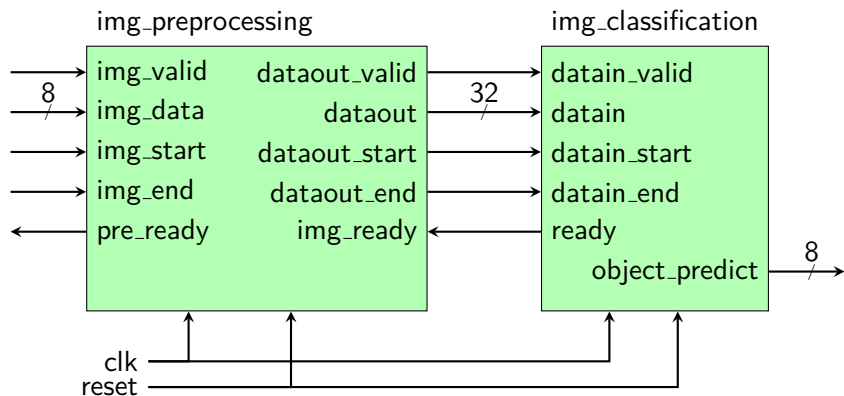 img_preprocessing img_classification
img_valid dataout_valid datain_valid
8 img_data dataout 32 datain
img_start dataout_start datain_start
img_end dataout_end datain_end
pre_ready img_ready ready
object_predict 8
clk
reset